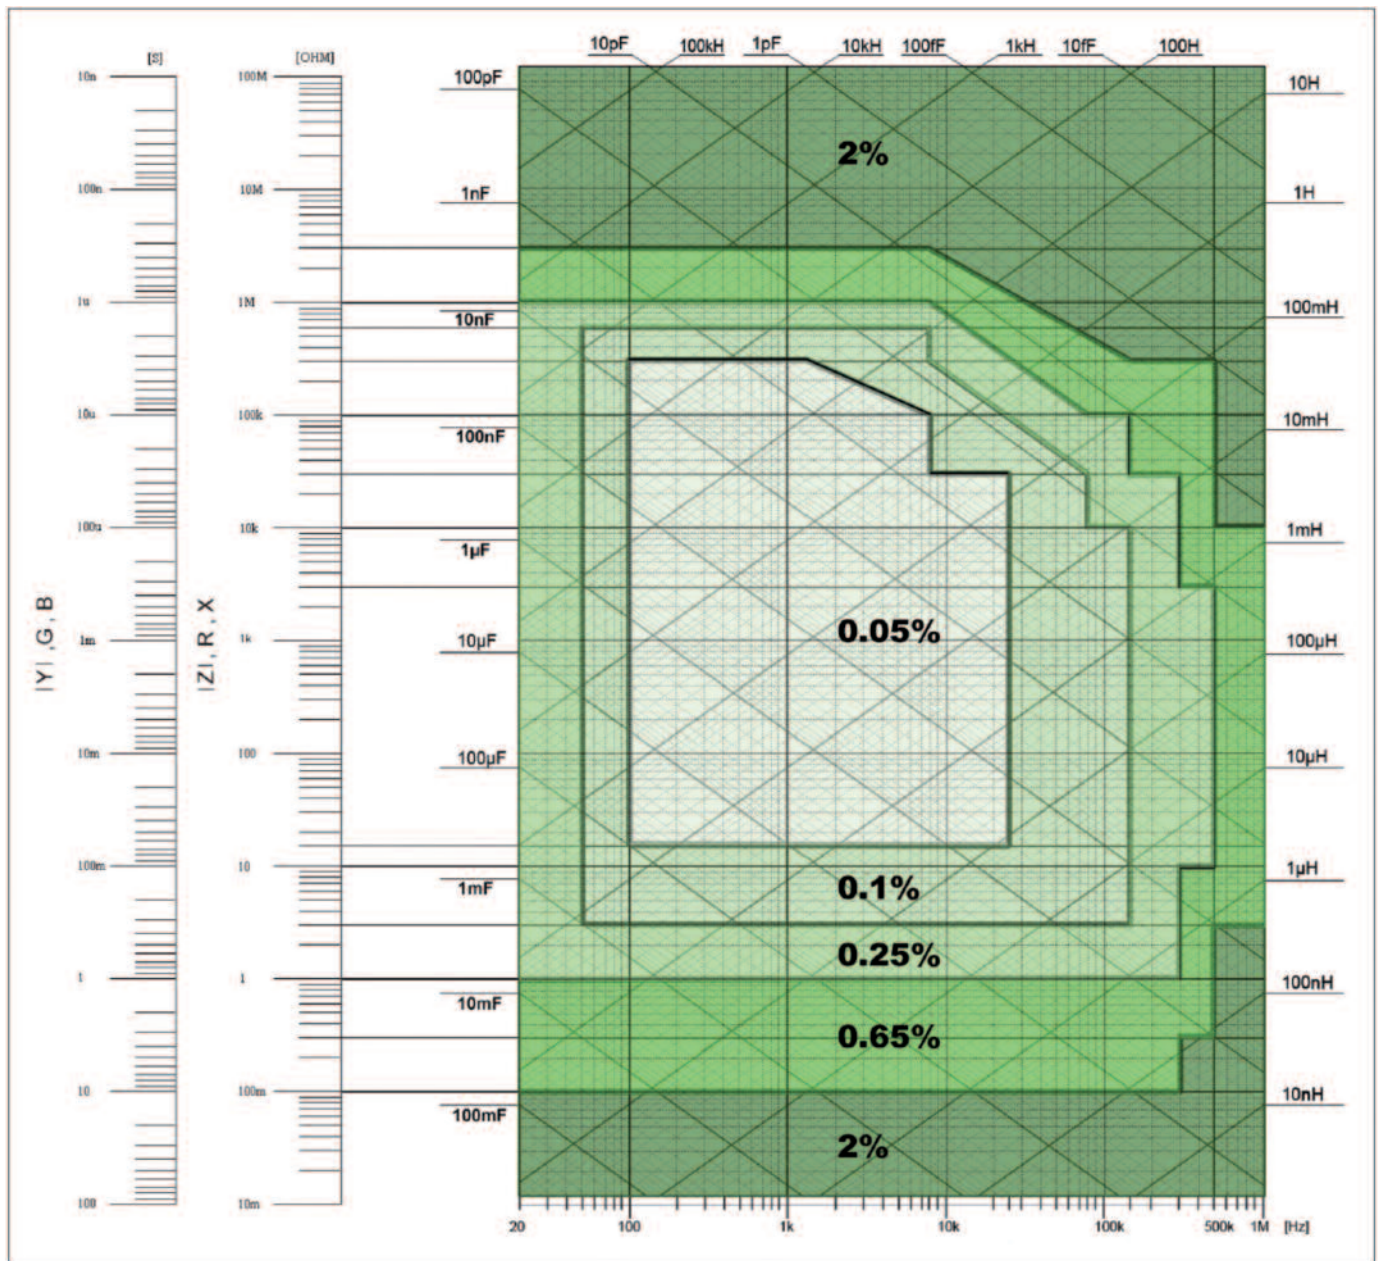 10pF 100kH 1pF 10kH 100fF 1kH 10fF 100H
[S] [OHM]
10n 100M 100pF 10H
2%
100n 10M 1nF 1H
1u 1M 10nF 100mH
10u 100k 100nF 10mH
100u 10k 1µF 1mH
|Y|, G, B |Z|, R, X
0.05%
1m 1k 10µF 100µH
10m 100 100µF 10µH
100m 10 1mF 1µH
0.1%
0.25%
1 1 10mF 100nH
0.65%
10 100m 100mF 10nH
2%
100 10m
20 100 1k 10k 100k 500k 1M [Hz]